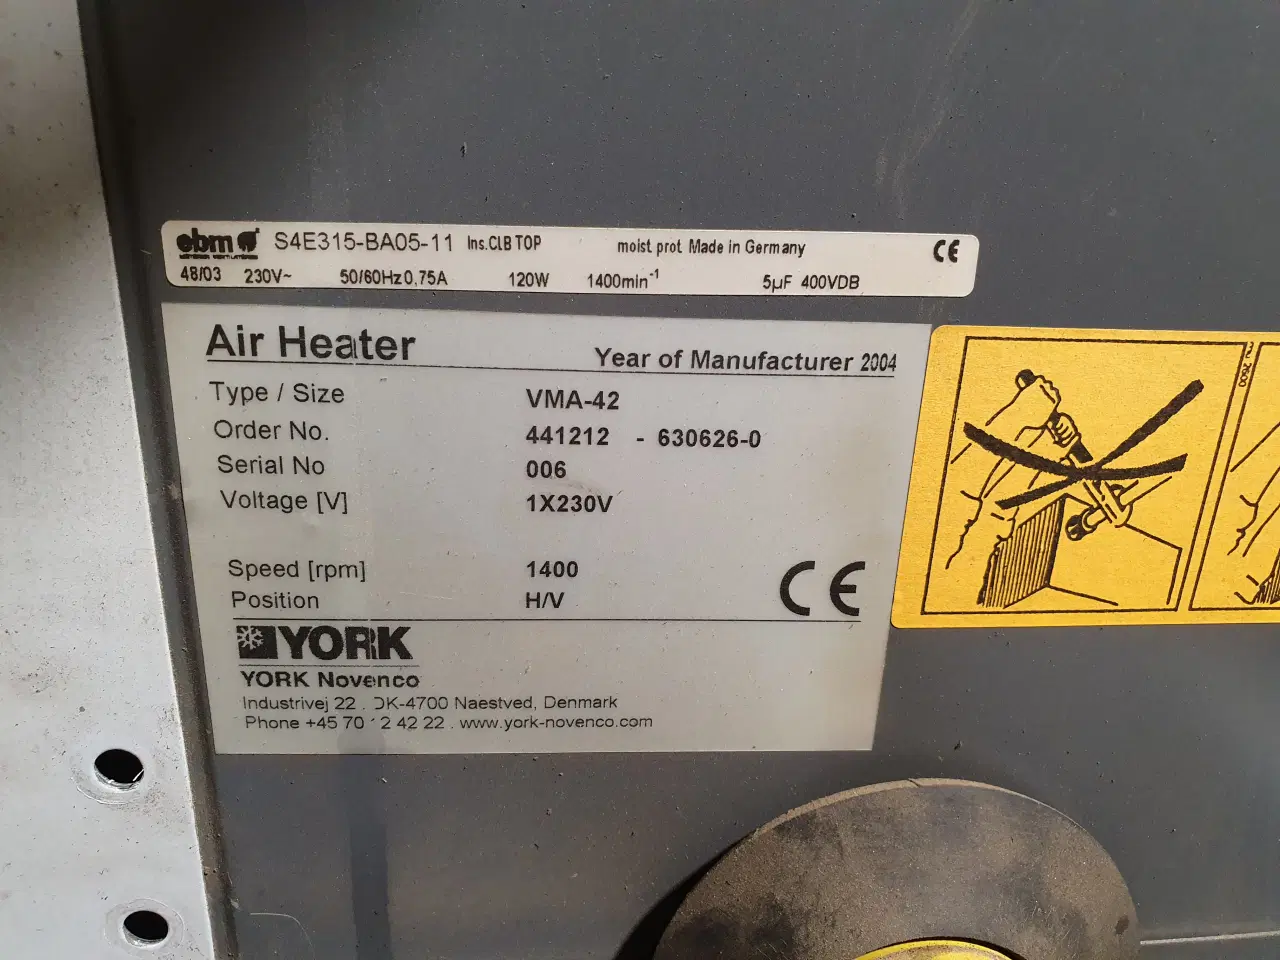 ebm S4E315-BA05-11 Ins.CLB TOP moist prot. Made in Germany CE
48/03 230V~ 50/60Hz 0,75A 120W 1400min⁻¹ 5µF 400VDB
Air Heater
Year of Manufacturer 2004
Type / Size VMA-42
Order No. 441212 - 630626-0
Serial No 006
Voltage [V] 1X230V
Speed [rpm] 1400
Position H/V
CE
YORK
YORK Novenco
Industrivej 22 . DK-4700 Naestved, Denmark
Phone +45 70 12 42 22 . www.york-novenco.com